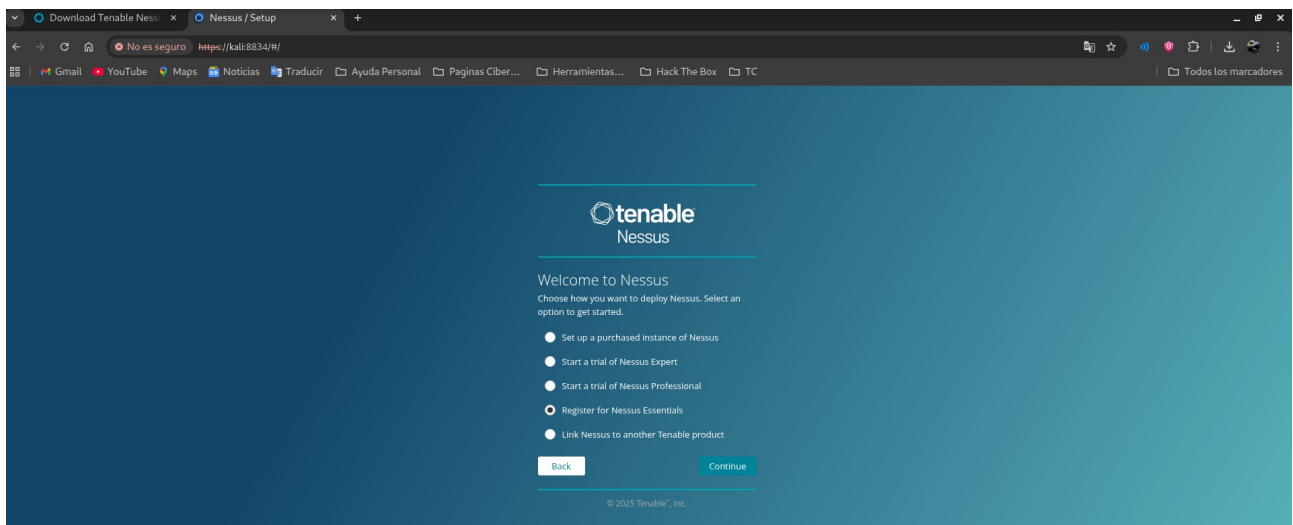 Download Tenable Ness
Nessus / Setup
No es seguro
https://kali:8834/#/
Gmail
YouTube
Maps
Noticias
Traducir
Ayuda Personal
Paginas Ciber...
Herramientas...
Hack The Box
TC
Todos los marcadores
tenable
Nessus
Welcome to Nessus
Choose how you want to deploy Nessus. Select an
option to get started.
Set up a purchased instance of Nessus
Start a trial of Nessus Expert
Start a trial of Nessus Professional
Register for Nessus Essentials
Link Nessus to another Tenable product
Back
Continue
© 2025 Tenable™, Inc.